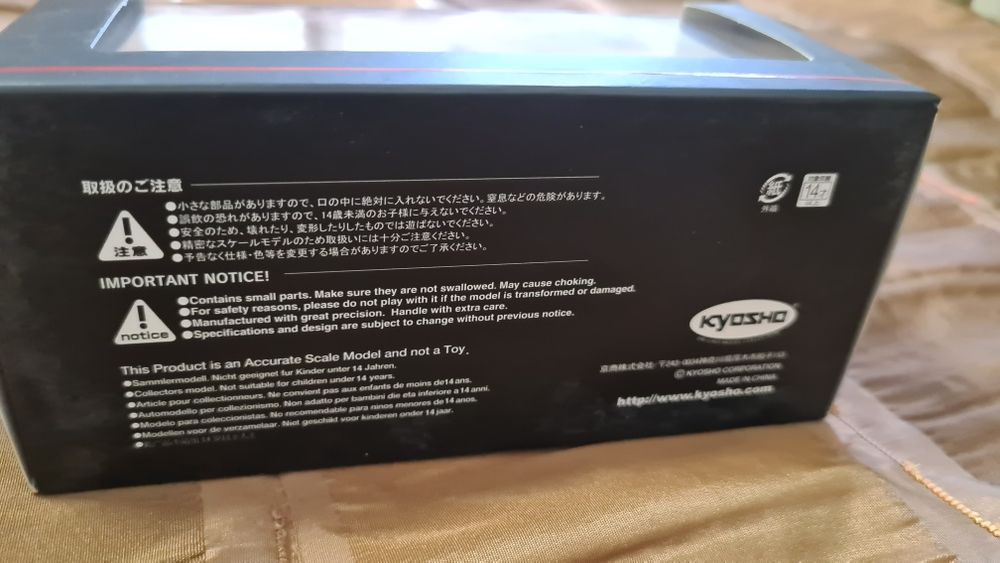 取扱のご注意
●小さな部品がありますので、口の中に絶対に入れないでください。窒息などの危険があります。
●誤飲の恐れがありますので、14歳未満のお子様に与えないでください。
●安全のため、壊れたり、変形したりしたものでは遊ばないでください。
●精密なスケールモデルのため取扱いには十分ご注意ください。
●予告なく仕様・色等を変更する場合がありますのでご了承ください。
注意
紙
外箱
14才
IMPORTANT NOTICE!
●Contains small parts. Make sure they are not swallowed. May cause choking.
●For safety reasons, please do not play with it if the model is transformed or damaged.
●Manufactured with great precision. Handle with extra care.
●Specifications and design are subject to change without previous notice.
notice
This Product is an Accurate Scale Model and not a Toy.
●Sammlermodell. Nicht geeignet für Kinder unter 14 Jahren.
●Collectors model. Not suitable for children under 14 years.
●Article pour collectionneurs. Ne convient pas aux enfants de moins de 14 ans.
●Automodello per collezionismo. Non adatto per bambini die eta inferiore a 14 anni.
●Modelo para coleccionistas. No recomendable para ninos menores de 14 anos.
●Modellen voor de verzamelaar. Niet geschikt voor kinderen onder 14 jaar.
KYOSHO
京商株式会社
© KYOSHO CORPORATION
MADE IN CHINA
http://www.kyosho.com